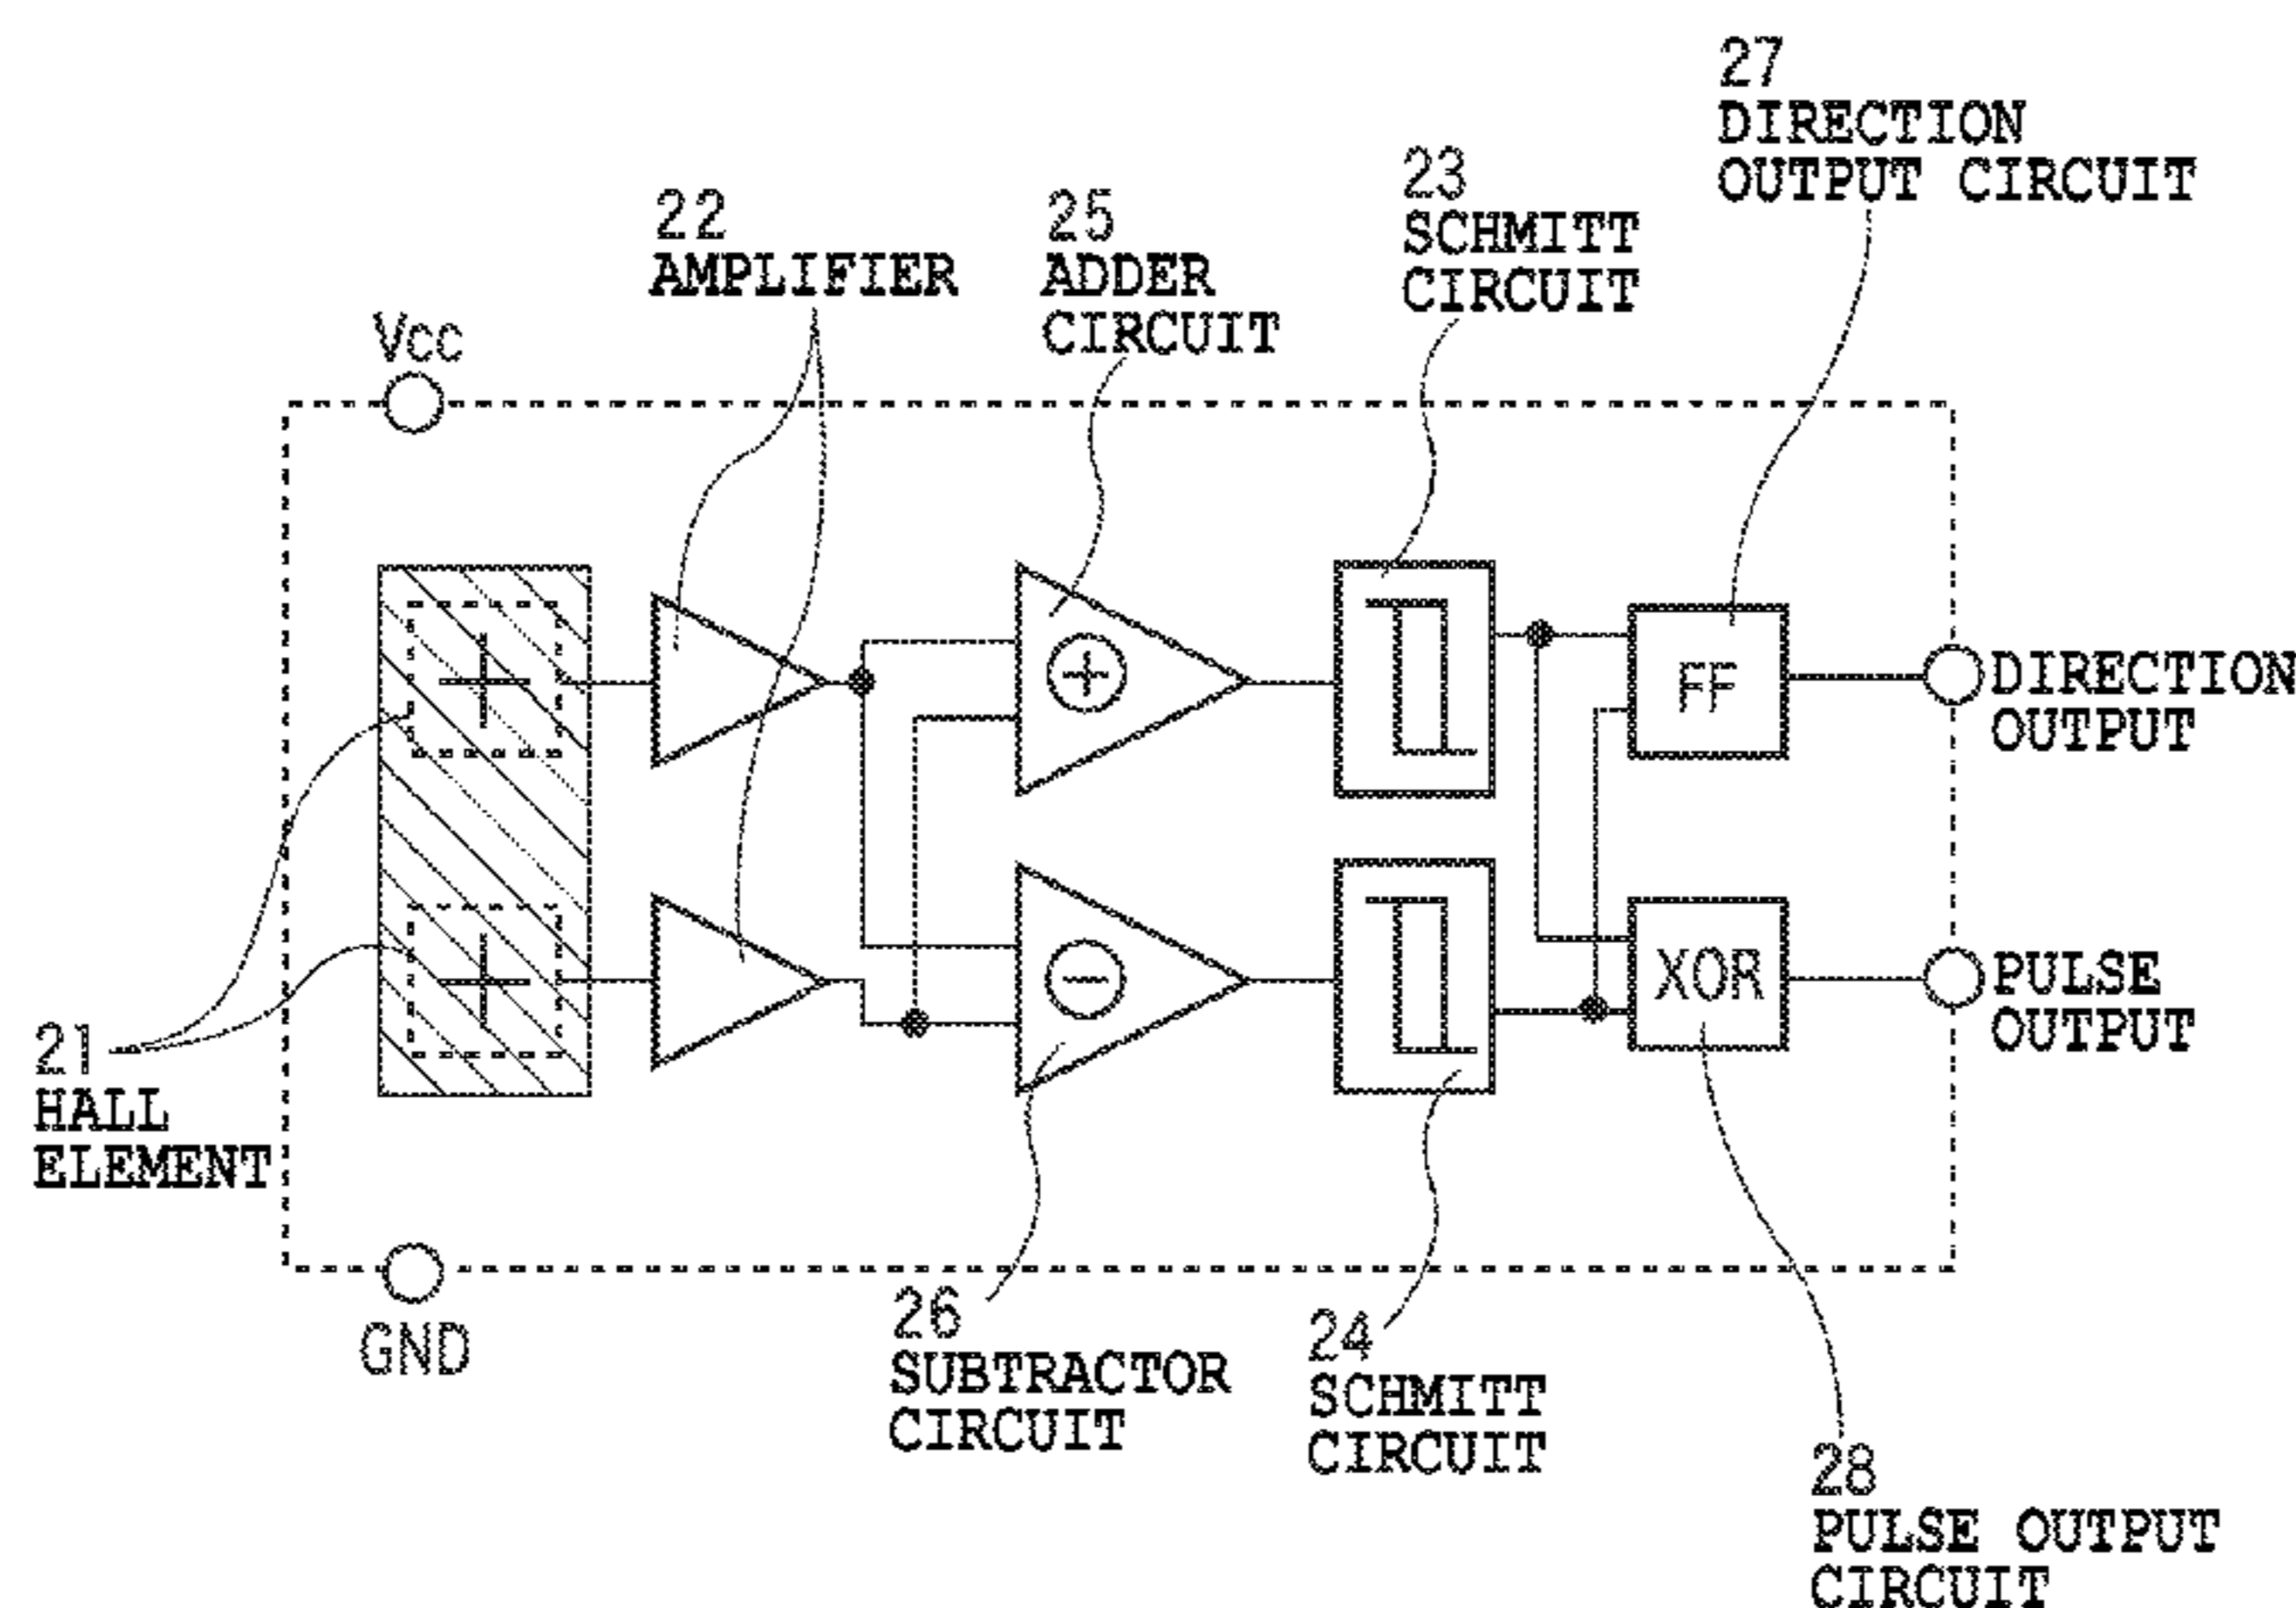 27
DIRECTION
OUTPUT CIRCUIT
23
SCHMITT
CIRCUIT
22
AMPLIFIER
25
ADDER
CIRCUIT
Vcc
FF
DIRECTION
OUTPUT
XOR
PULSE
OUTPUT
21
HALL
ELEMENT
GND
26
SUBTRACTOR
CIRCUIT
24
SCHMITT
CIRCUIT
28
PULSE OUTPUT
CIRCUIT